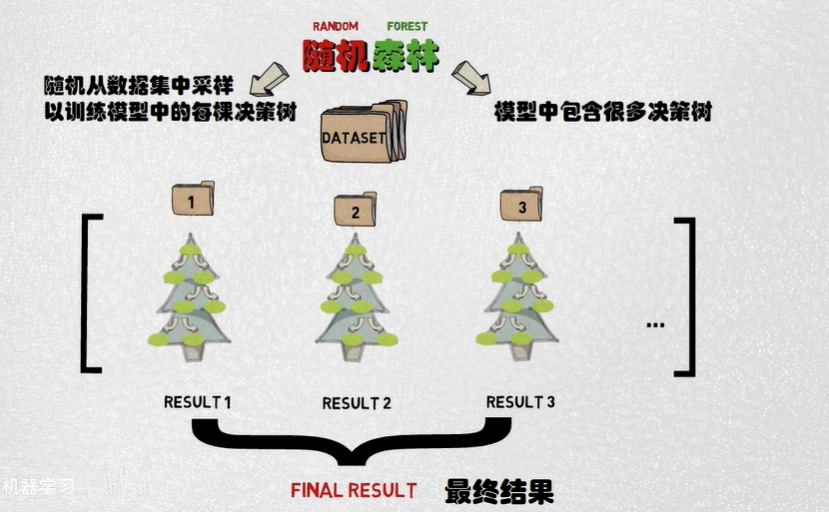 RANDOM FOREST
随机森林
随机从数据集中采样
以训练模型中的每棵决策树
模型中包含很多决策树
DATASET
1
2
3
...
RESULT 1
RESULT 2
RESULT 3
FINAL RESULT 最终结果
机器学习